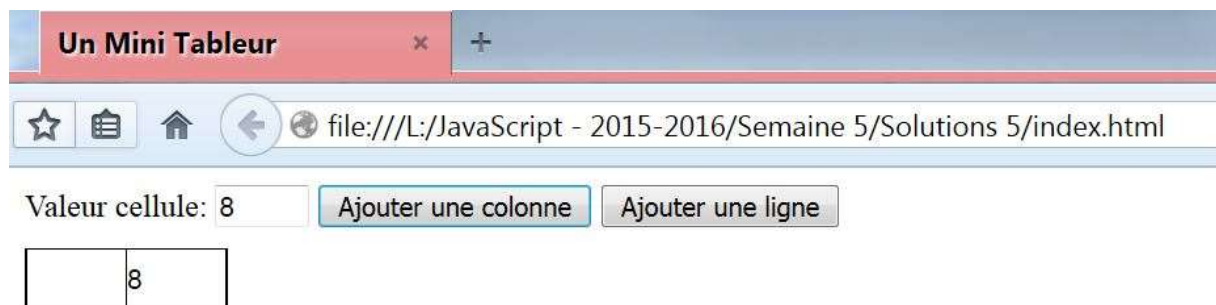 Un Mini Tableur × +
file:///L:/JavaScript - 2015-2016/Semaine 5/Solutions 5/index.html
Valeur cellule: 8 Ajouter une colonne Ajouter une ligne
8